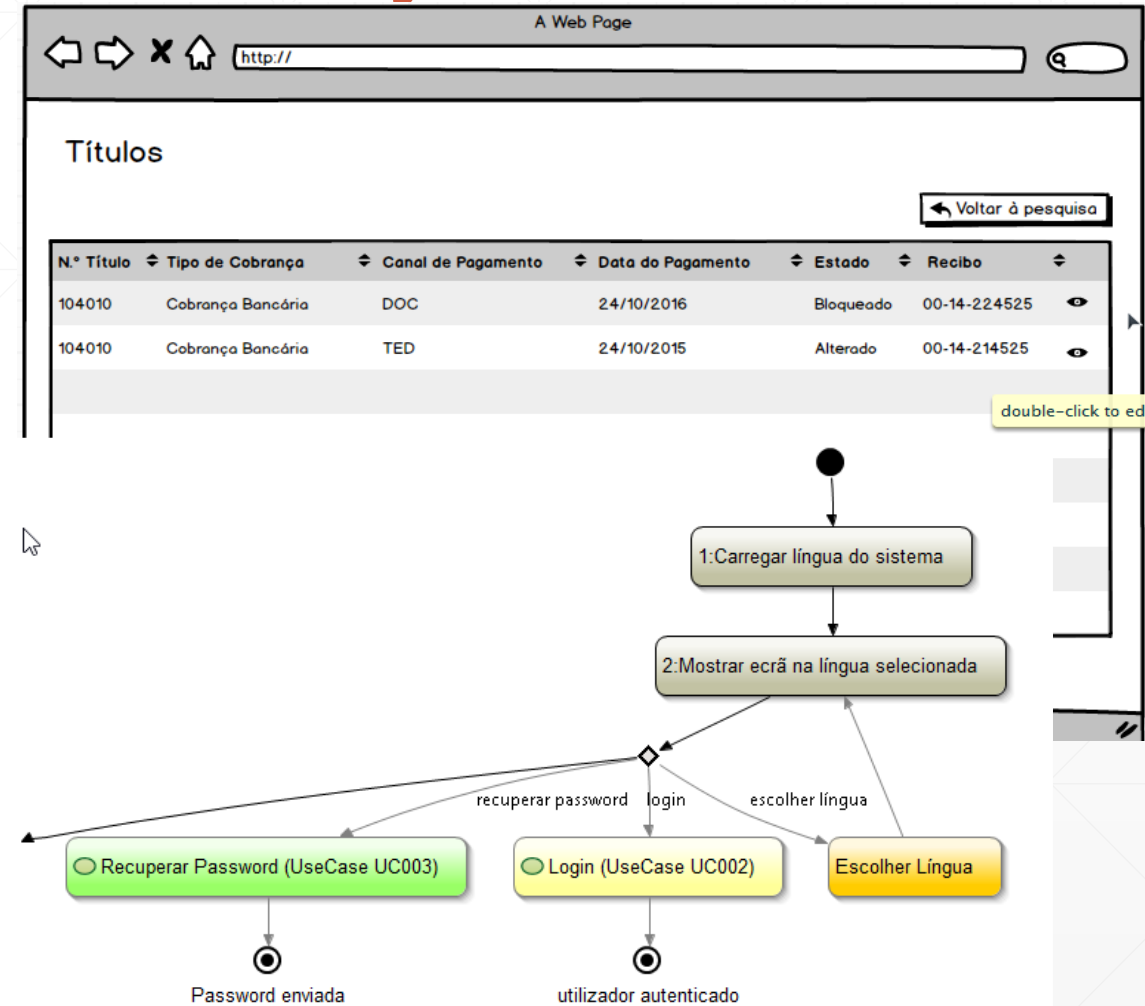 A Web Page
http://
Títulos
Voltar à pesquisa
N.º Título Tipo de Cobrança Canal de Pagamento Data do Pagamento Estado Recibo
104010 Cobrança Bancária DOC 24/10/2016 Bloqueado 00-14-224525
104010 Cobrança Bancária TED 24/10/2015 Alterado 00-14-214525
double-click to ed
1:Carregar língua do sistema
2:Mostrar ecrã na língua selecionada
recuperar password login escolher língua
Recuperar Password (UseCase UC003) Login (UseCase UC002) Escolher Língua
Password enviada utilizador autenticado